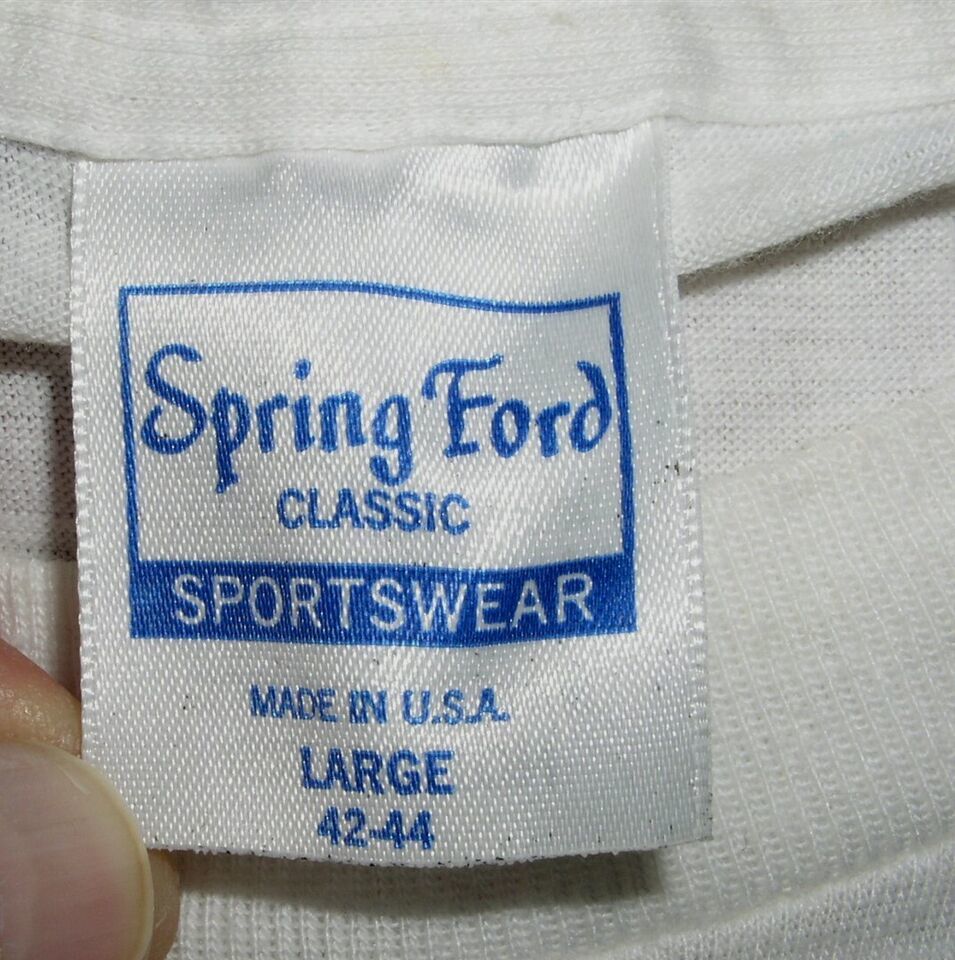 Spring Ford
CLASSIC
SPORTSWEAR
MADE IN U.S.A.
LARGE
42-44